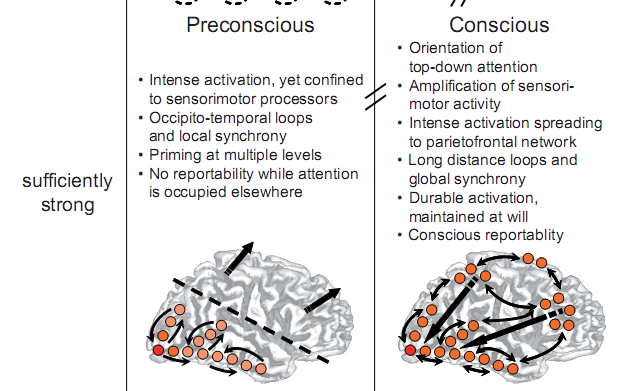 Preconscious
• Intense activation, yet confined
to sensorimotor processors
• Occipito-temporal loops
and local synchrony
• Priming at multiple levels
• No reportability while attention
is occupied elsewhere
Conscious
• Orientation of
top-down attention
• Amplification of sensori-
motor activity
• Intense activation spreading
to parietofrontal network
• Long distance loops and
global synchrony
• Durable activation,
maintained at will
• Conscious reportablity
sufficiently
strong